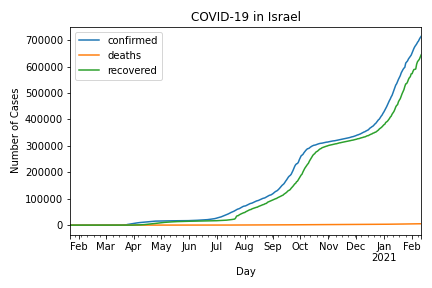 COVID-19 in Israel
confirmed
deaths
recovered
Number of Cases
700000
600000
500000
400000
300000
200000
100000
0
Feb Mar Apr May Jun Jul Aug Sep Oct Nov Dec Jan Feb
2021
Day